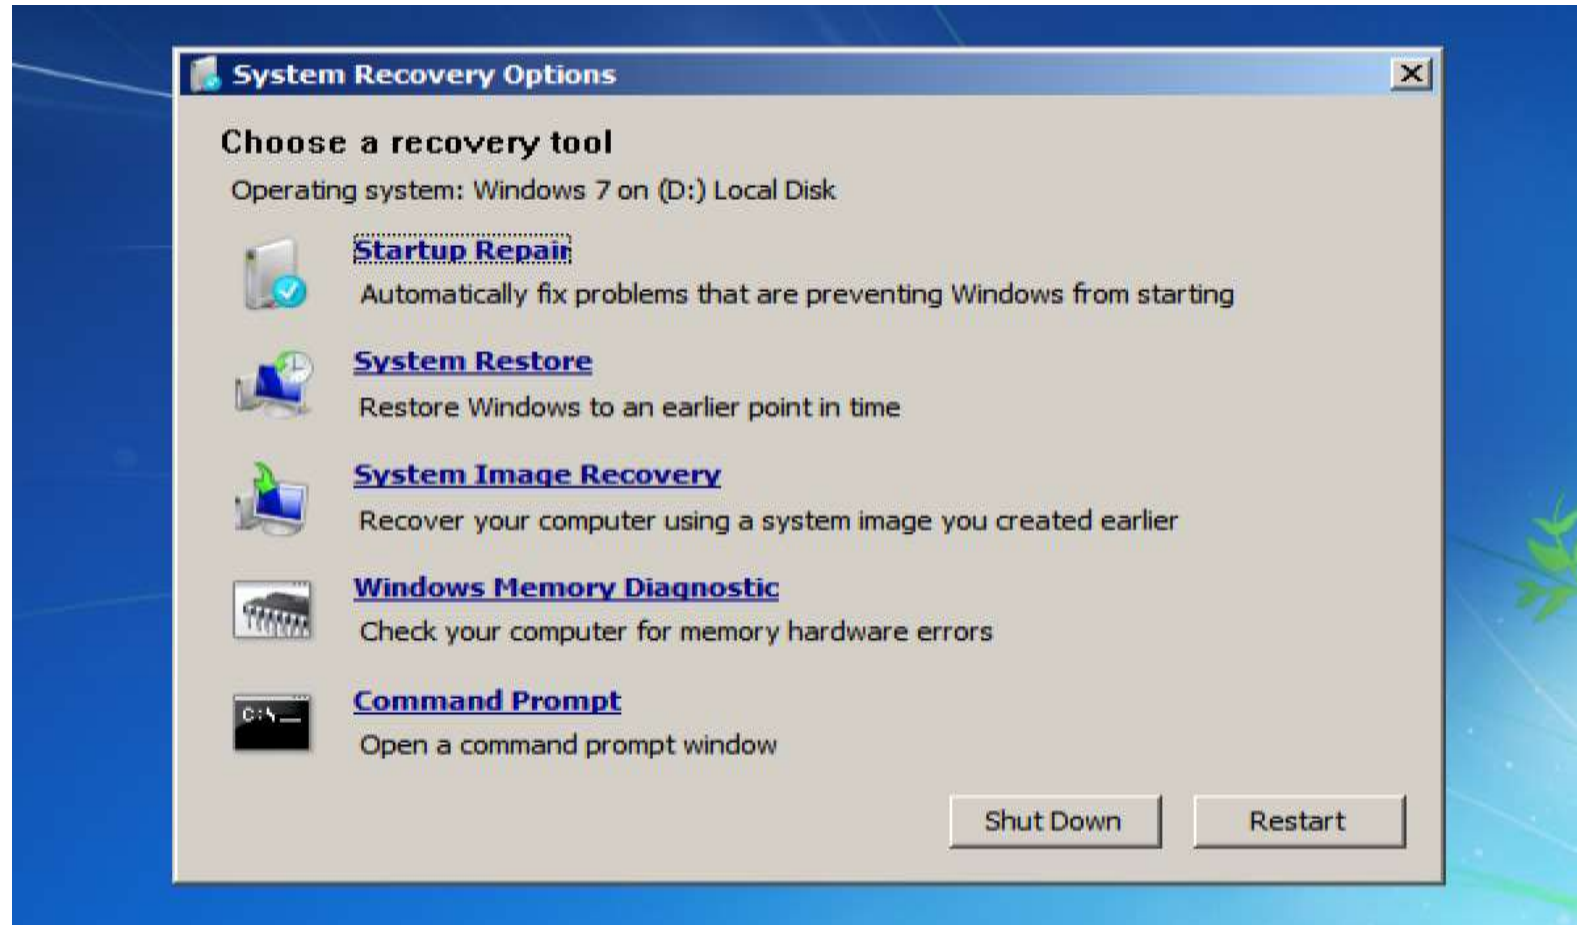 System Recovery Options
Choose a recovery tool
Operating system: Windows 7 on (D:) Local Disk
Startup Repair
Automatically fix problems that are preventing Windows from starting
System Restore
Restore Windows to an earlier point in time
System Image Recovery
Recover your computer using a system image you created earlier
Windows Memory Diagnostic
Check your computer for memory hardware errors
C:\_
Command Prompt
Open a command prompt window
Shut Down
Restart